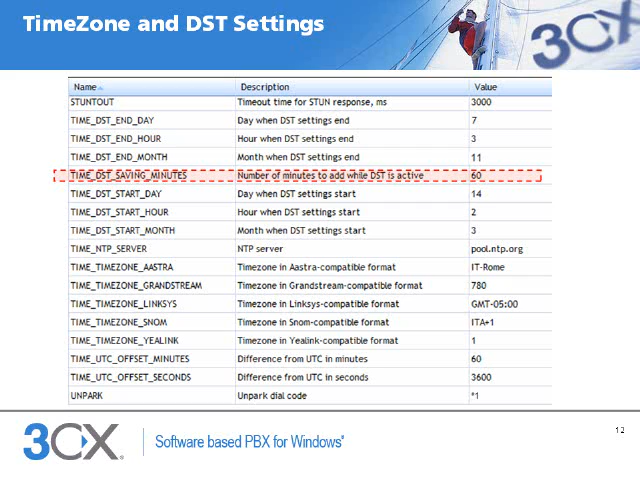 TimeZone and DST Settings
3CX
Name Description Value
STUNTOUT Timeout time for STUN response, ms 3000
TIME_DST_END_DAY Day when DST settings end 7
TIME_DST_END_HOUR Hour when DST settings end 3
TIME_DST_END_MONTH Month when DST settings end 11
TIME_DST_SAVING_MINUTES Number of minutes to add while DST is active 60
TIME_DST_START_DAY Day when DST settings start 14
TIME_DST_START_HOUR Hour when DST settings start 2
TIME_DST_START_MONTH Month when DST settings start 3
TIME_NTP_SERVER NTP server pool.ntp.org
TIME_TIMEZONE_AASTRA Timezone in Aastra-compatible format IT-Rome
TIME_TIMEZONE_GRANDSTREAM Timezone in Grandstream-compatible format 780
TIME_TIMEZONE_LINKSYS Timezone in Linksys-compatible format GMT-05:00
TIME_TIMEZONE_SNOM Timezone in Snom-compatible format ITA+1
TIME_TIMEZONE_YEALINK Timezone in Yealink-compatible format 1
TIME_UTC_OFFSET_MINUTES Difference from UTC in minutes 60
TIME_UTC_OFFSET_SECONDS Difference from UTC in seconds 3600
UNPARK Unpark dial code *1
12
3CX® Software based PBX for Windows®